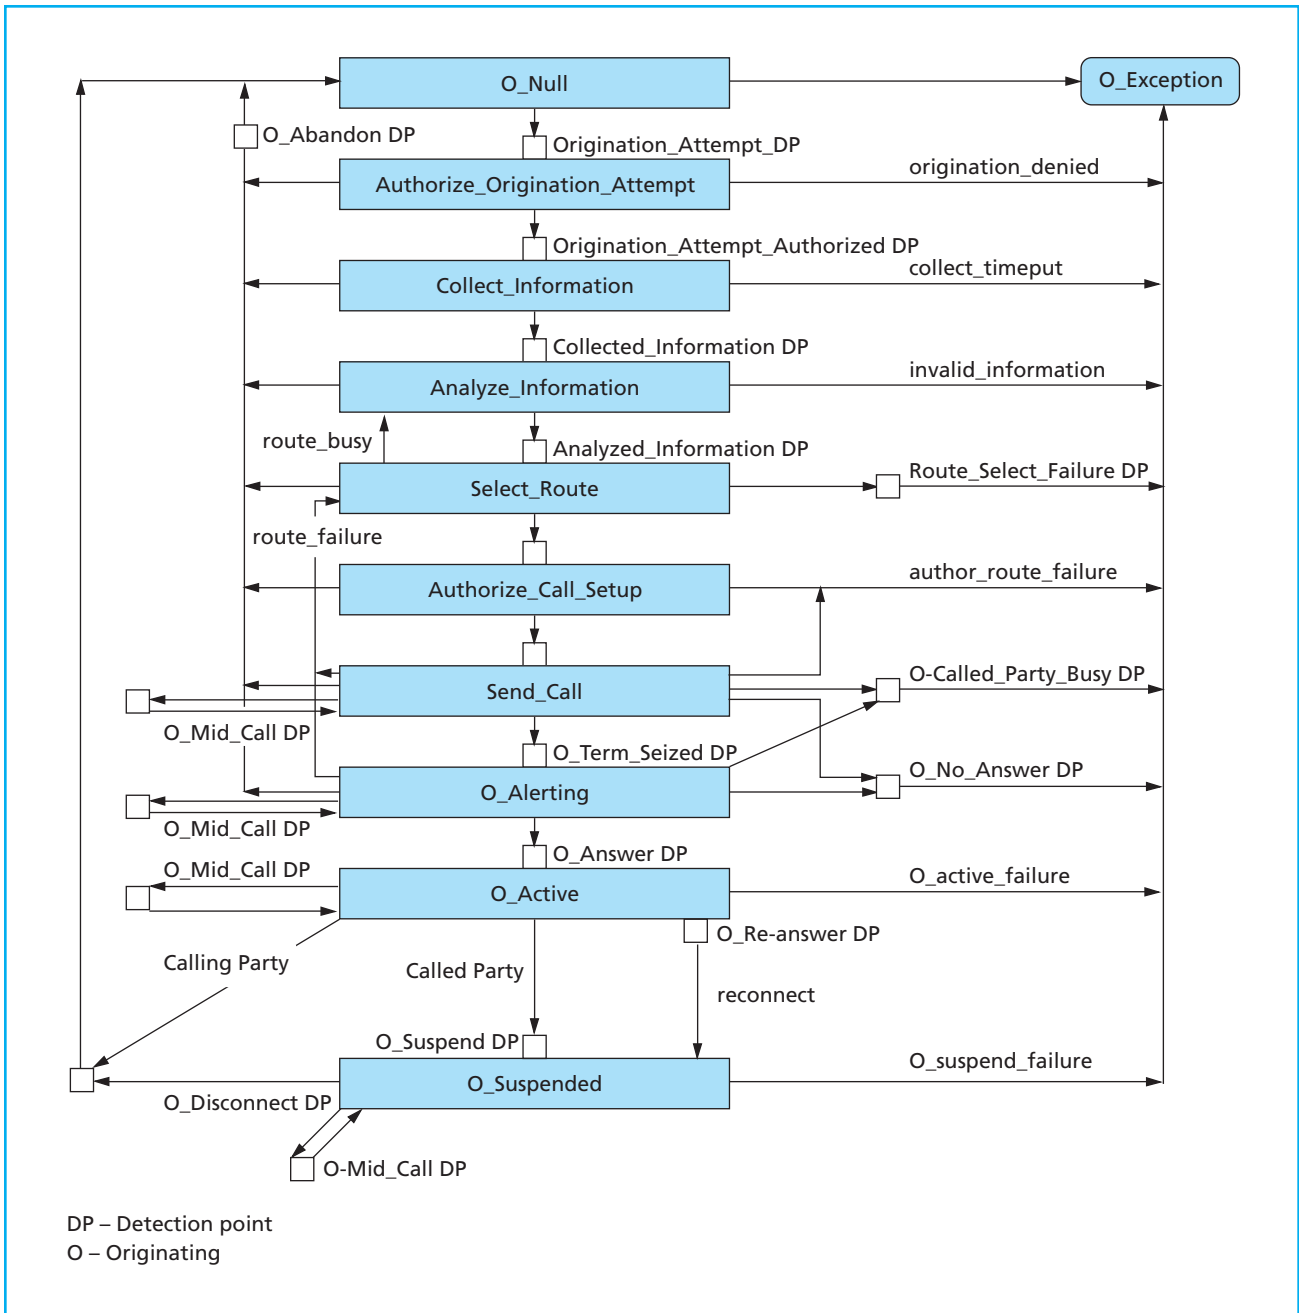 O_Null
O_Exception
O_Abandon DP
Origination_Attempt_DP
Authorize_Origination_Attempt
origination_denied
Origination_Attempt_Authorized DP
Collect_Information
collect_timeput
Collected_Information DP
Analyze_Information
invalid_information
route_busy
Analyzed_Information DP
Select_Route
Route_Select_Failure DP
route_failure
Authorize_Call_Setup
author_route_failure
Send_Call
O-Called_Party_Busy DP
O_Mid_Call DP
O_Term_Seized DP
O_Alerting
O_No_Answer DP
O_Mid_Call DP
O_Answer DP
O_Mid_Call DP
O_Active
O_active_failure
O_Re-answer DP
Calling Party
Called Party
reconnect
O_Suspend DP
O_Suspended
O_suspend_failure
O_Disconnect DP
O-Mid_Call DP
DP – Detection point
O – Originating